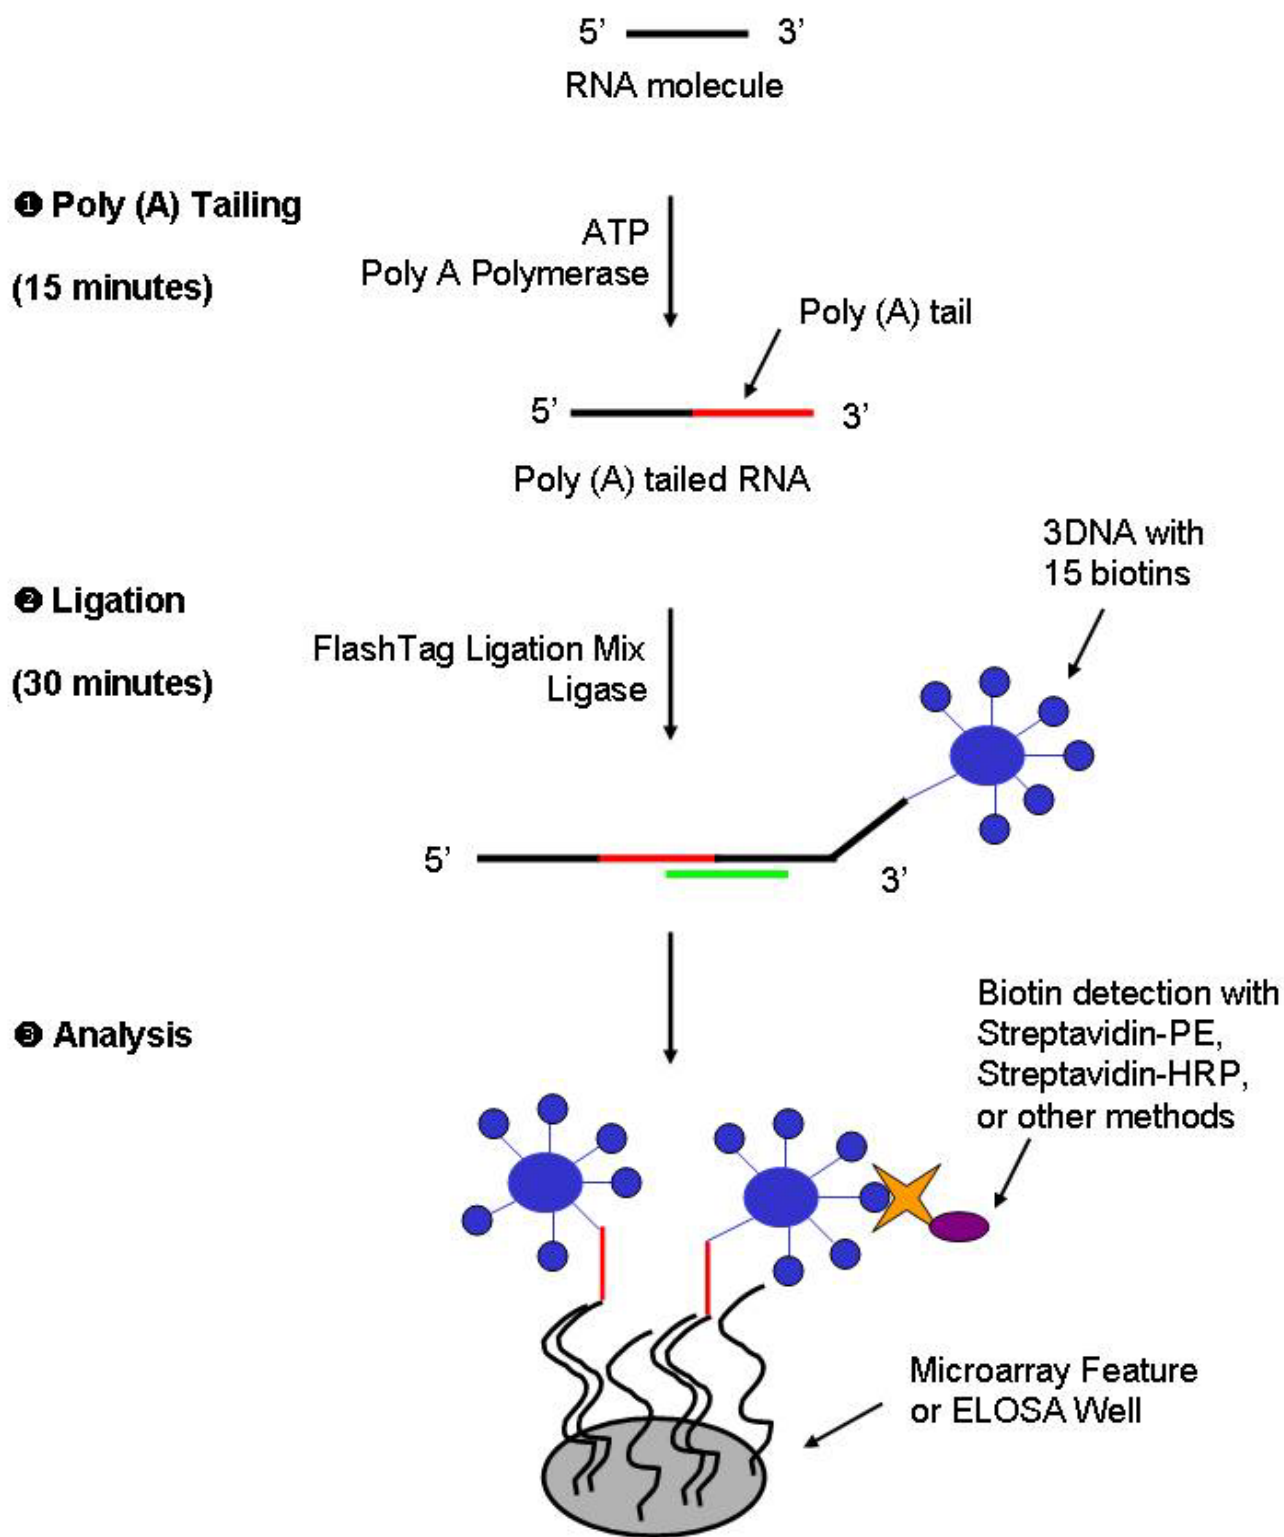 5’ 3’
RNA molecule
❶ Poly (A) Tailing
(15 minutes)
ATP
Poly A Polymerase
Poly (A) tail
5’ 3’
Poly (A) tailed RNA
3DNA with
15 biotins
❷ Ligation
(30 minutes)
FlashTag Ligation Mix
Ligase
5’ 3’
❸ Analysis
Biotin detection with
Streptavidin-PE,
Streptavidin-HRP,
or other methods
Microarray Feature
or ELOSA Well